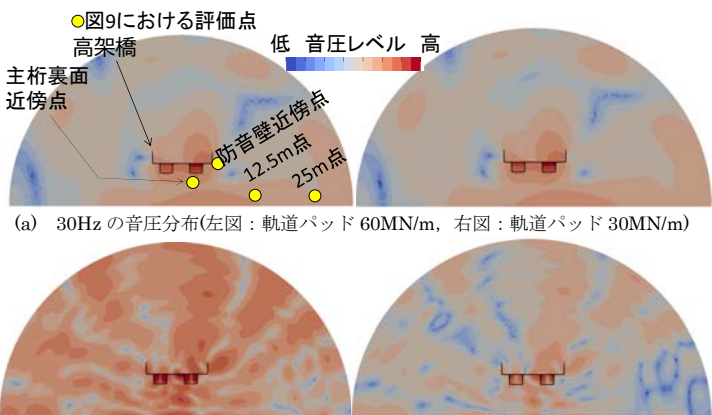 ●図9における評価点
高架橋
低 音圧レベル 高
主桁裏面
近傍点
防音壁近傍点
12.5m点
25m点
(a) 30Hz の音圧分布(左図：軌道パッド 60MN/m，右図：軌道パッド 30MN/m)